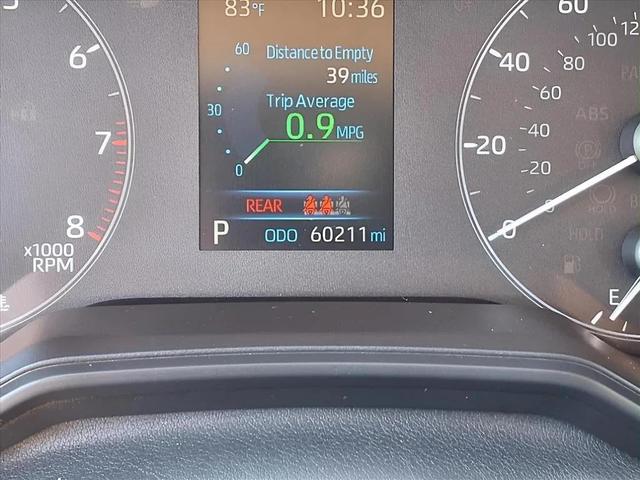 83°F 10:36
60 Distance to Empty
39 miles
30 Trip Average
0.9 MPG
0
REAR
P ODO 60211 mi
6
7
8
x1000
RPM
60
40
20
0
120
100
80
60
40
20
0
ABS
HOLD
E